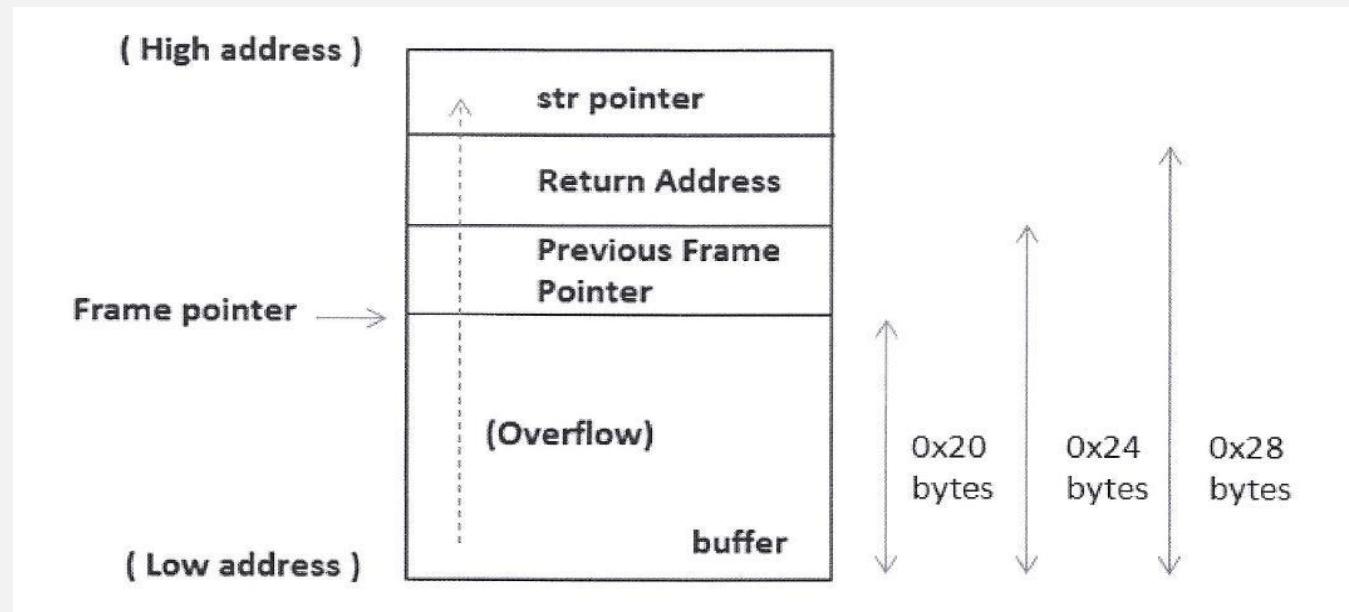 ( High address )
str pointer
Return Address
Previous Frame
Pointer
Frame pointer
(Overflow)
0x20
bytes
0x24
bytes
0x28
bytes
buffer
( Low address )